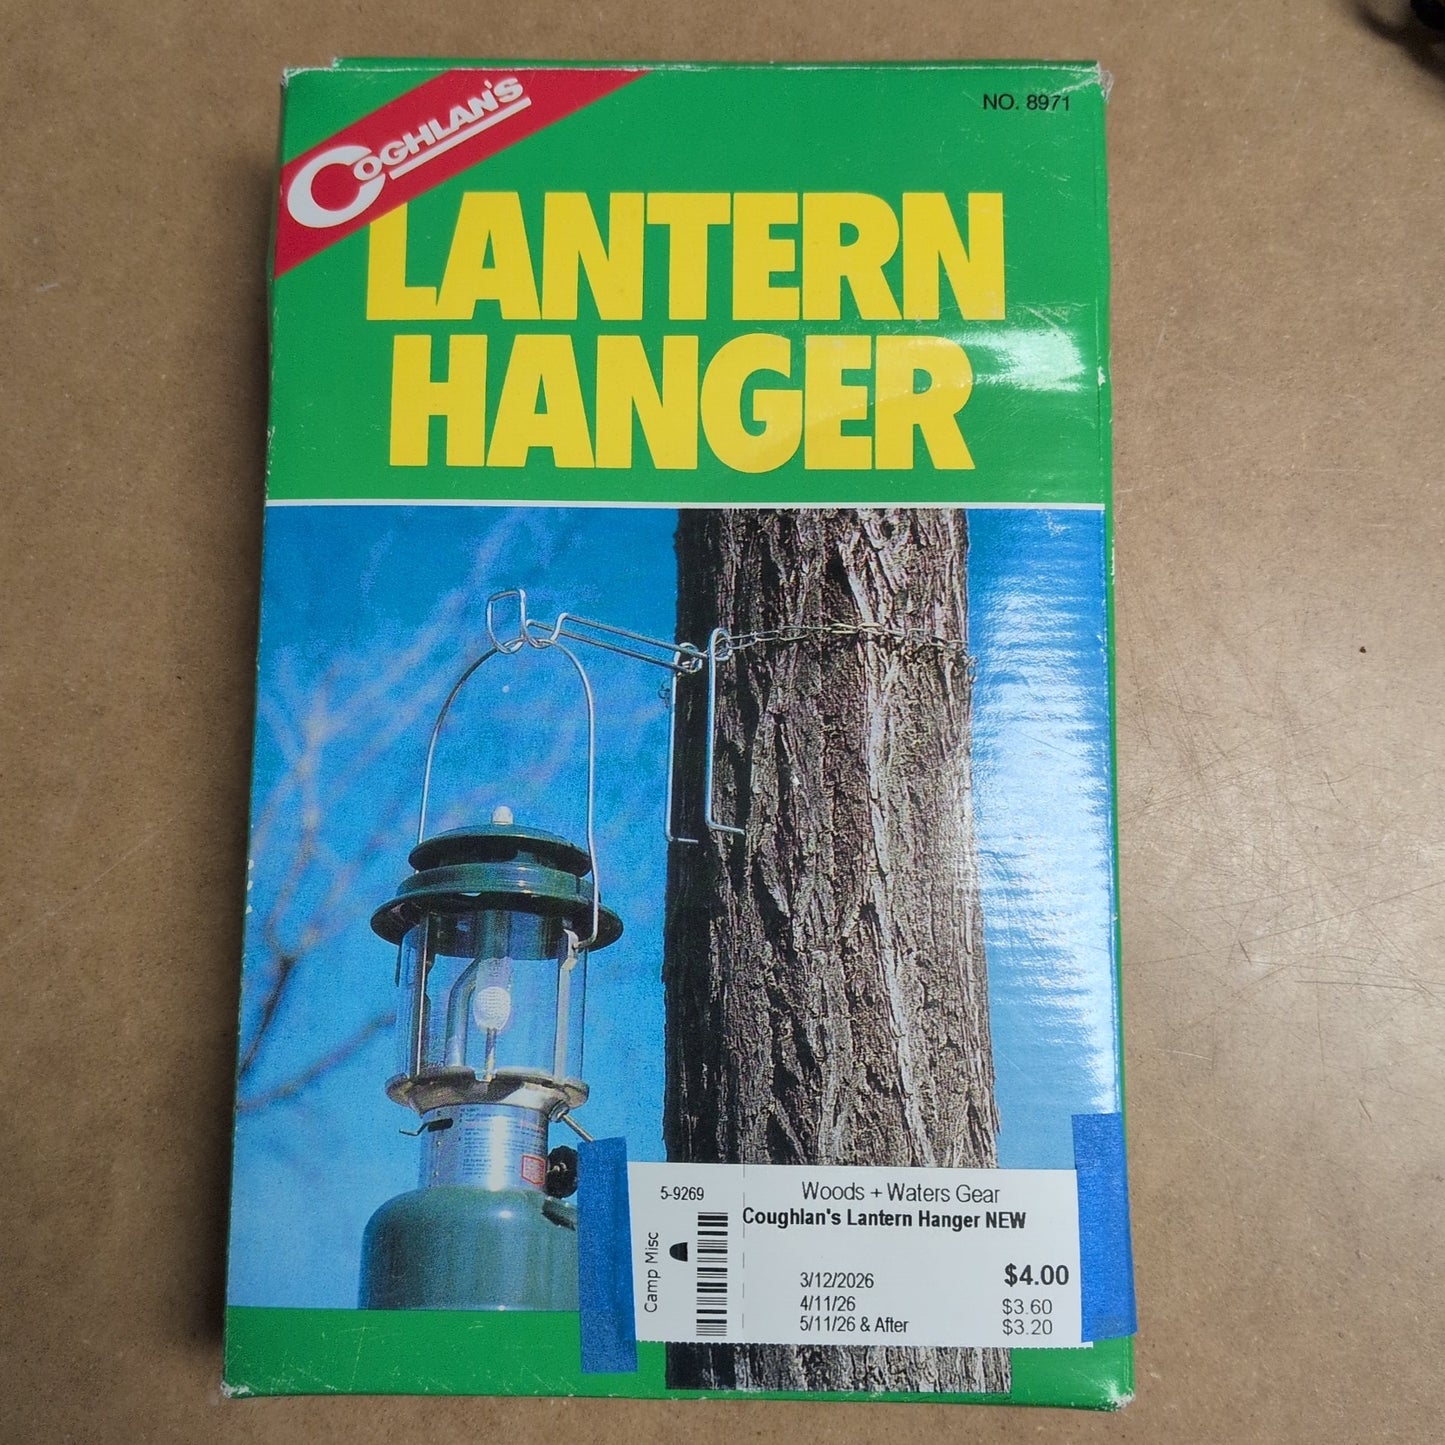 COGHLAN'S
NO. 8971
LANTERN
HANGER
5-9269
Camp Misc
Woods + Waters Gear
Coughlan's Lantern Hanger NEW
3/12/2026 $4.00
4/11/26 $3.60
5/11/26 & After $3.20